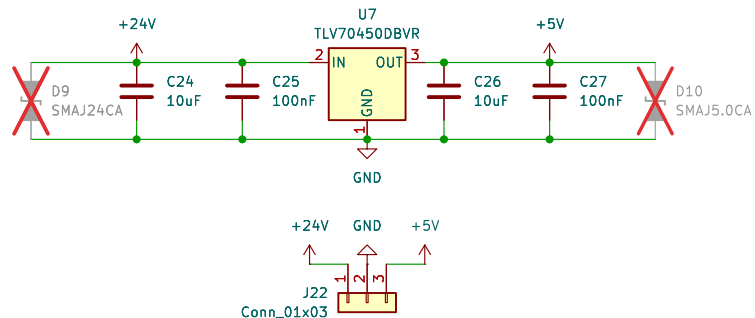 U7
TLV70450DBVR
+24V
+5V
2
IN
OUT
3
GND
1
D9
SMAJ24CA
C24
10uF
C25
100nF
C26
10uF
C27
100nF
D10
SMAJ5.0CA
GND
+24V
GND
+5V
1
2
3
J22
Conn_01x03